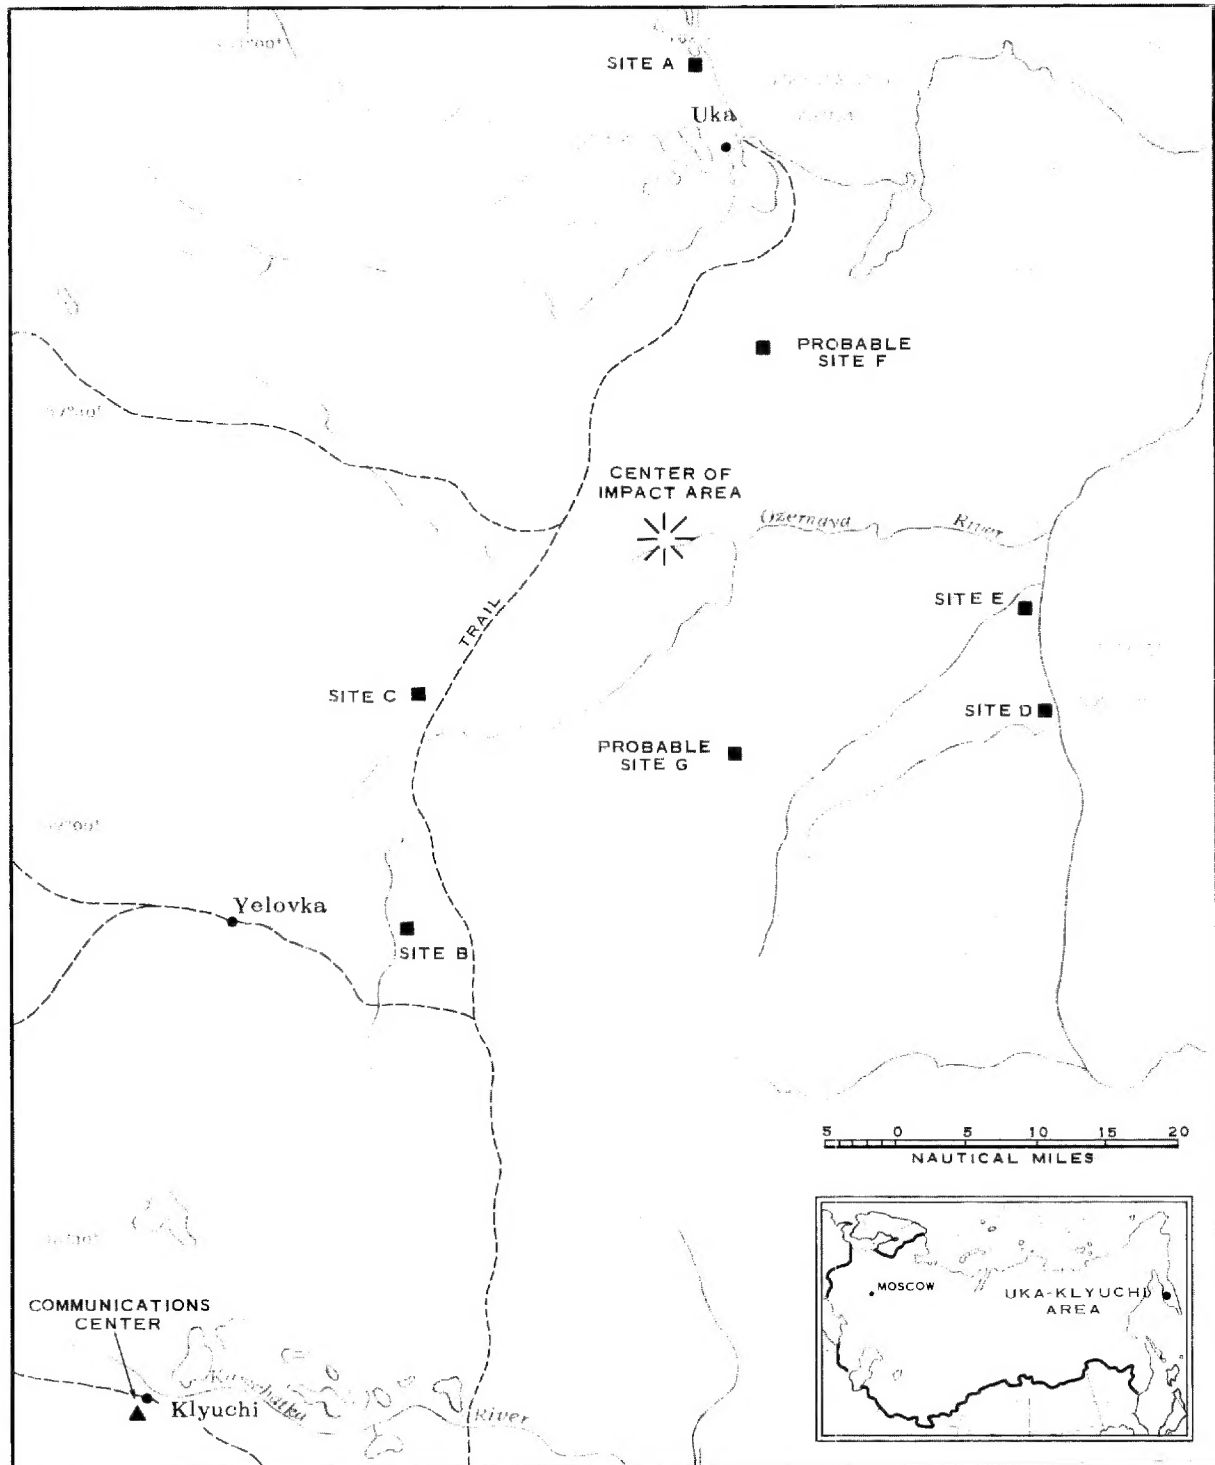 SITE A
Uka
PROBABLE
SITE F
CENTER OF
IMPACT AREA
Ozernaya River
SITE E
TRAIL
SITE C
SITE D
PROBABLE
SITE G
Yelovka
SITE B
5 0 5 10 15 20
NAUTICAL MILES
MOSCOW
UKA-KLYUCHI
AREA
COMMUNICATIONS
CENTER
Klyuchi
Kamchatka River